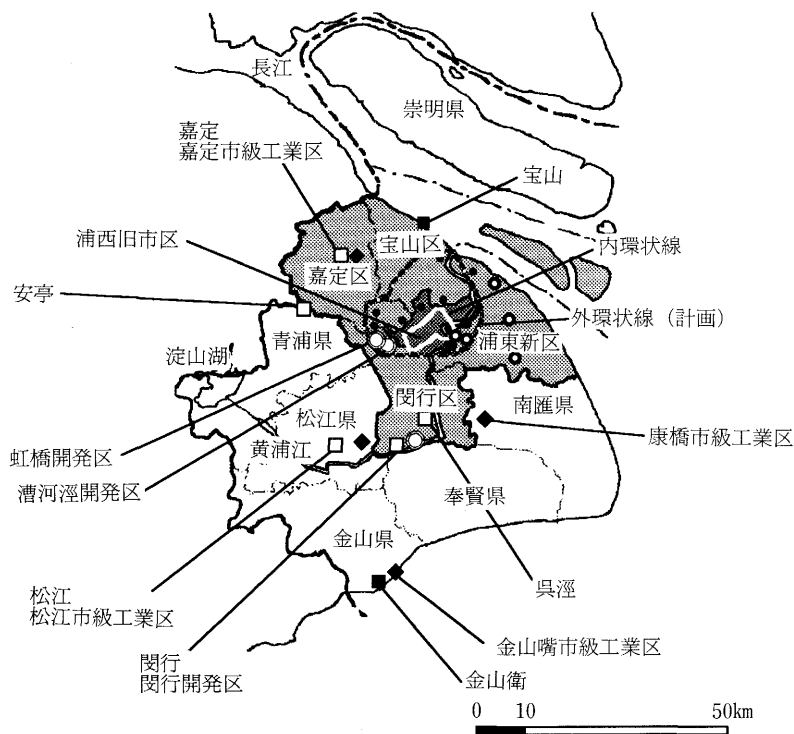 長江
崇明県
嘉定
嘉定市級工業区
宝山
浦西旧市区
宝山区
内環状線
嘉定区
安亭
外環状線（計画）
青浦県
浦東新区
淀山湖
閔行区
南匯県
松江県
康橋市級工業区
黄浦江
虹橋開発区
漕河涇開発区
奉賢県
金山県
呉涇
松江
松江市級工業区
金山嘴市級工業区
閔行
閔行開発区
金山衛
0 10 50km